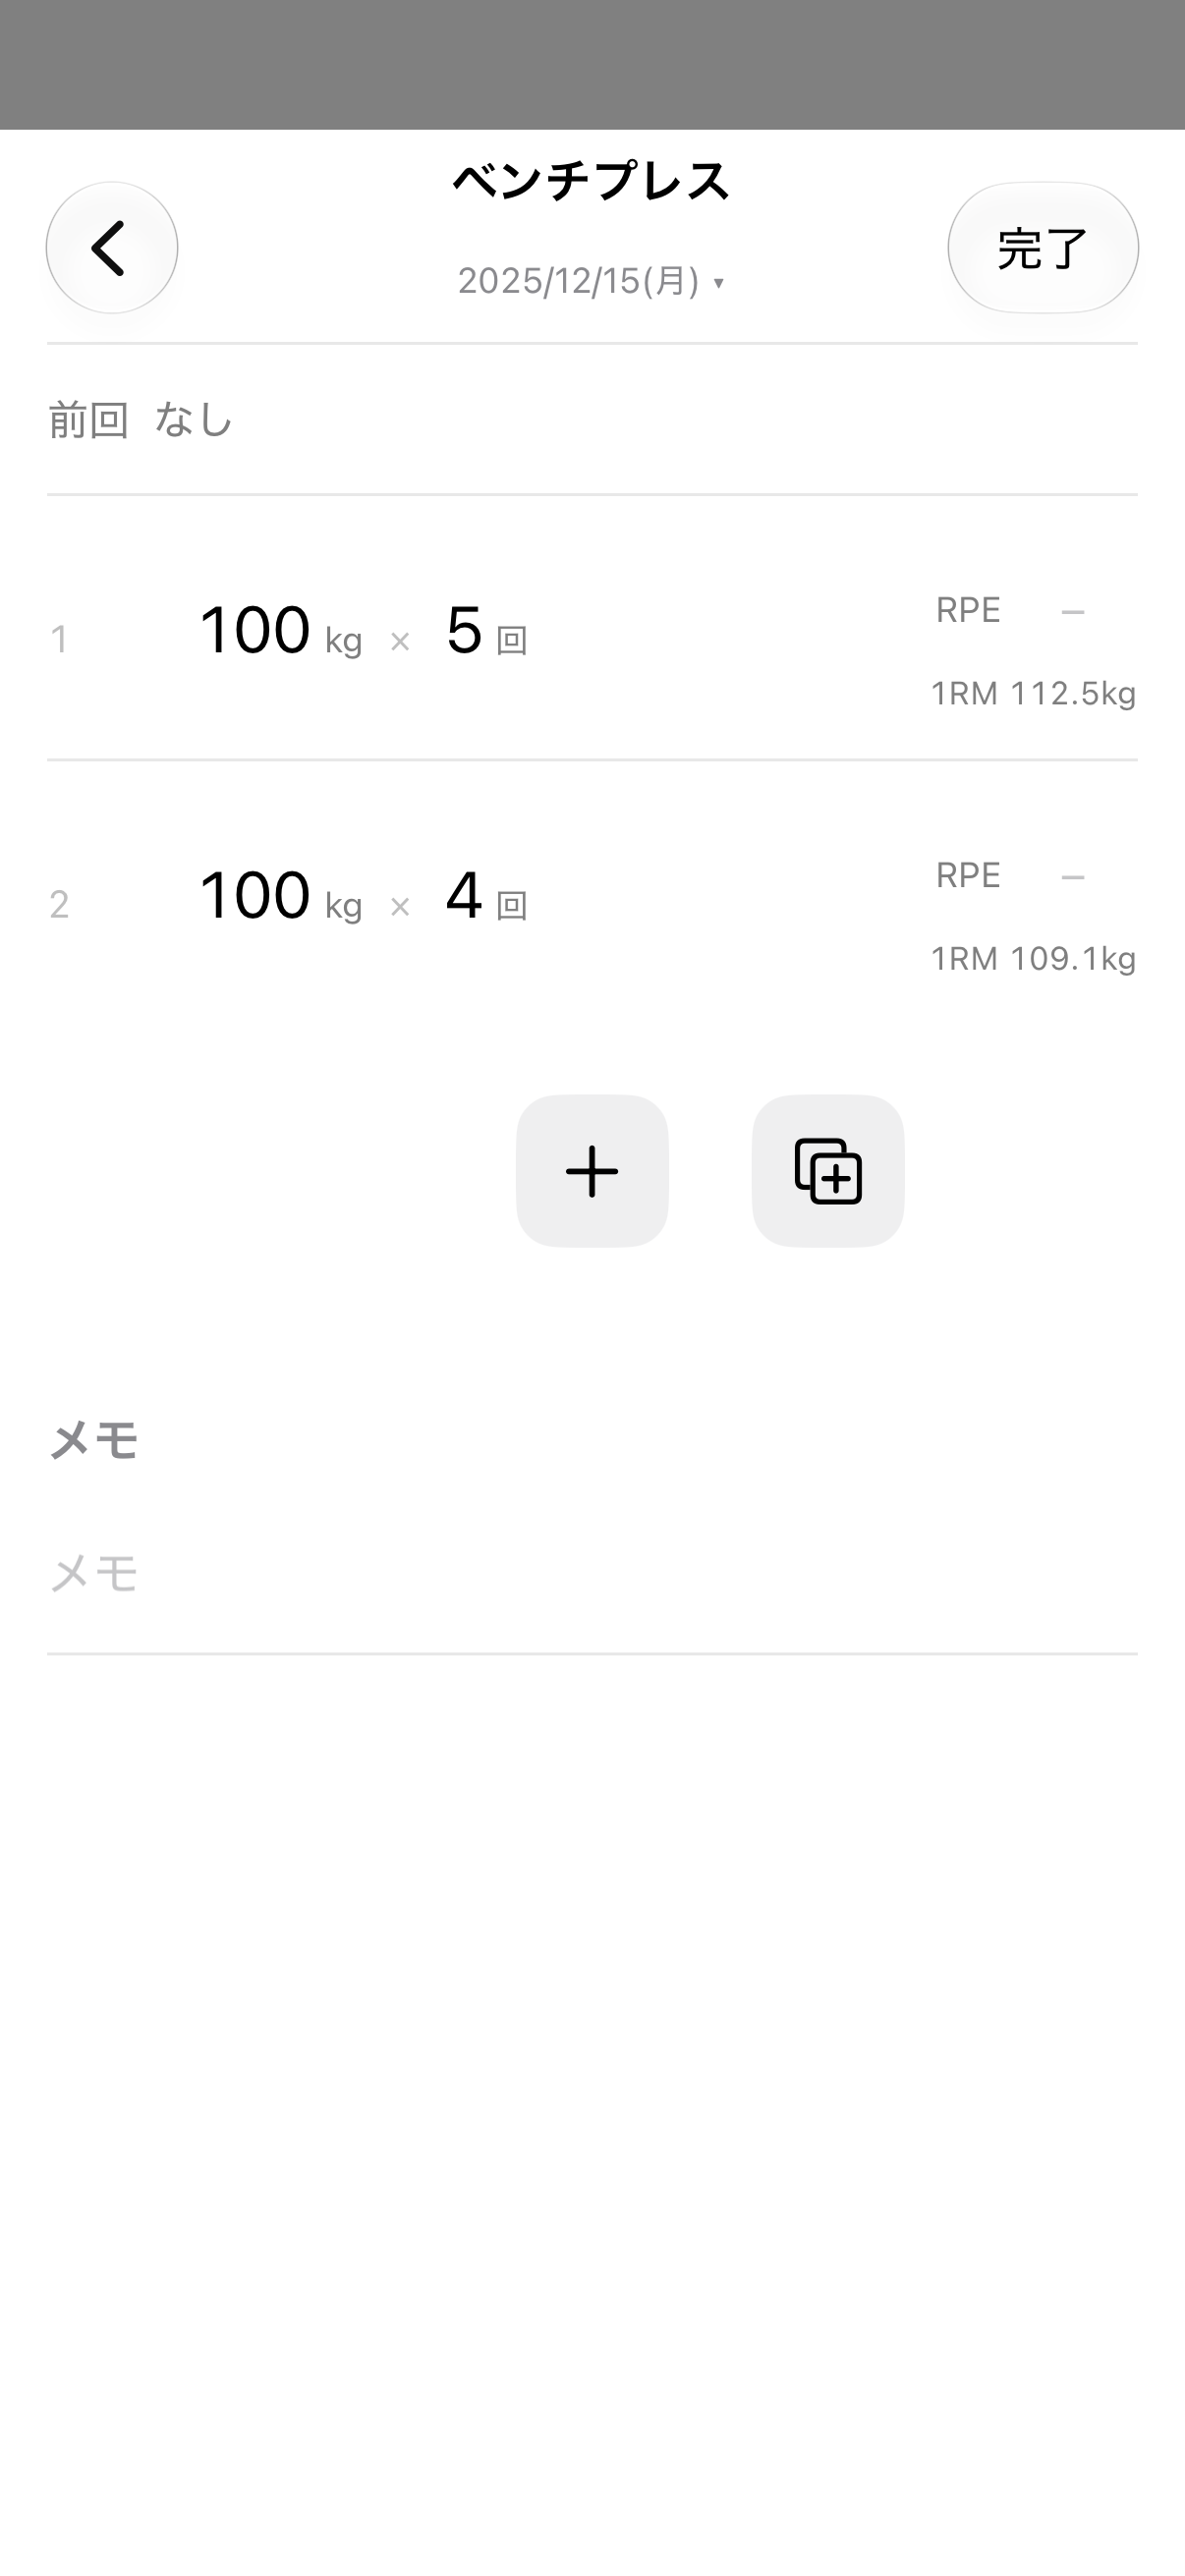 ベンチプレス
2025/12/15(月) ▾
完了
前回 なし
1 100 kg × 5 回 RPE –
1RM 112.5kg
2 100 kg × 4 回 RPE –
1RM 109.1kg
メモ
メモ